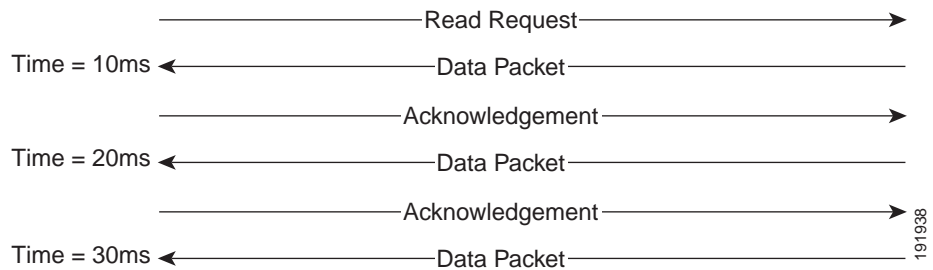 Read Request
Time = 10ms
Data Packet
Acknowledgement
Time = 20ms
Data Packet
Acknowledgement
Time = 30ms
Data Packet
191938